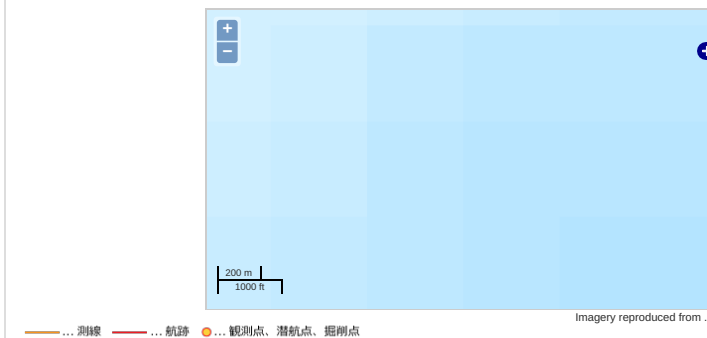 +
−
200 m
1000 ft
Imagery reproduced from .
... 測線 ... 航跡 ... 観測点、潜航点、掘削点